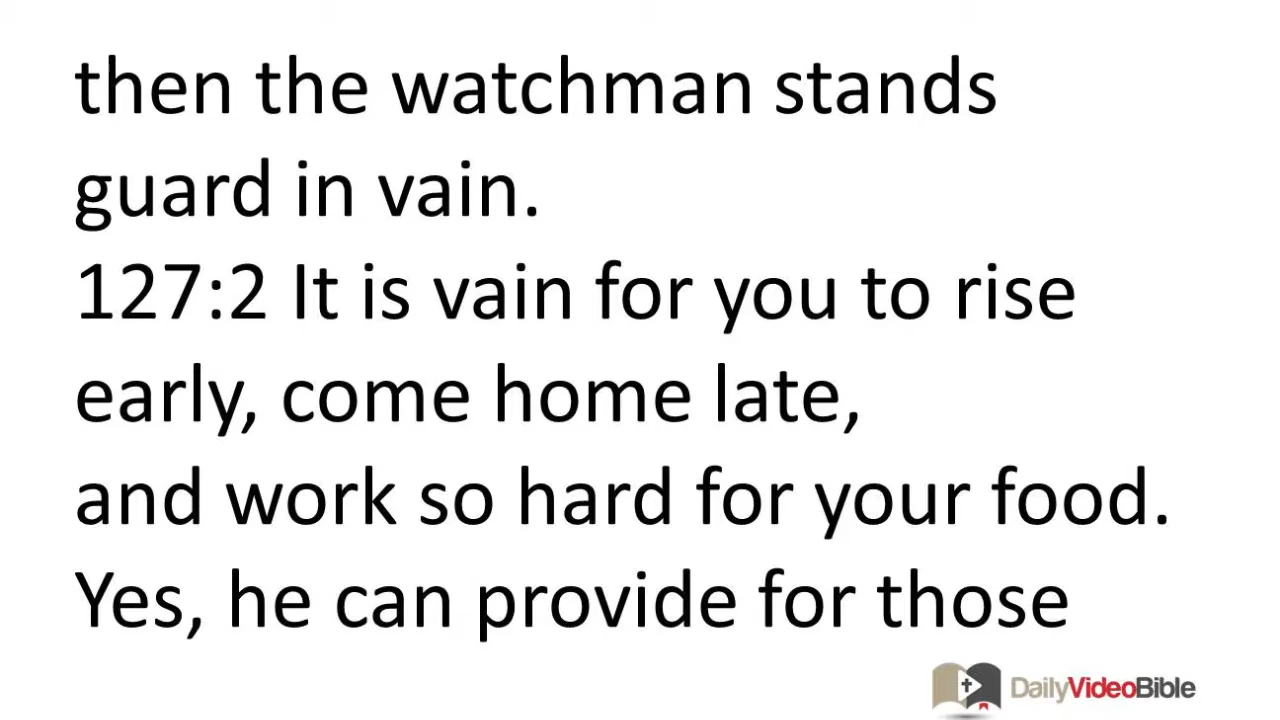 then the watchman stands
guard in vain.
127:2 It is vain for you to rise
early, come home late,
and work so hard for your food.
Yes, he can provide for those
DailyVideoBible